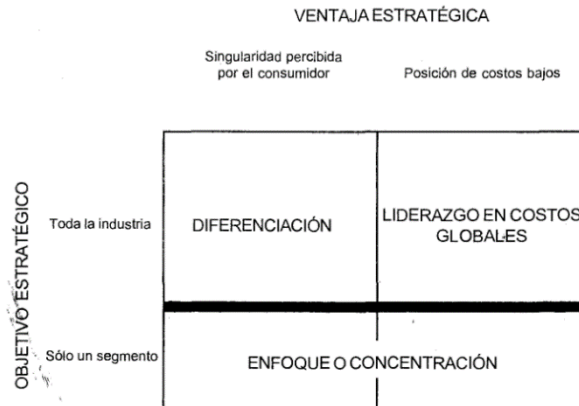 VENTAJA ESTRATÉGICA
Singularidad percibida
por el consumidor
Posición de costos bajos
OBJETIVO ESTRATÉGICO
Toda la industria
DIFERENCIACIÓN
LIDERAZGO EN COSTOS
GLOBALES
Sólo un segmento
ENFOQUE O CONCENTRACIÓN